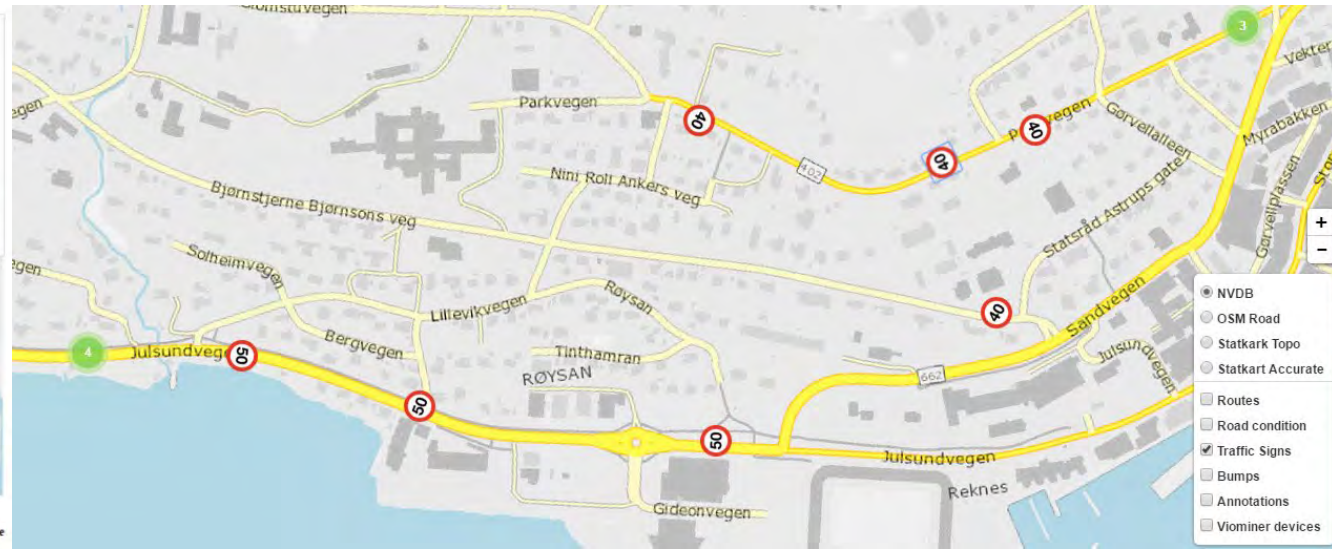 3
Vekter
egen
Parkvegen
40
vegen
40
40
402
Gørvellalleen
Myrabakken
Gørvellplassen
Nini Roll Ankers veg
Bjørnstjerne Bjørnsons veg
Statsråd Astrups gate
Solheimvegen
egen
Lillevikvegen
Røysan
40
Sandvegen
4
Julsundvegen
50
Bergvegen
Tinthamran
RØYSAN
662
Julsundvegen
50
50
Julsundvegen
Reknes
Gideonvegen
+
−
NVDB
OSM Road
Statkark Topo
Statkart Accurate
Routes
Road condition
Traffic Signs
Bumps
Annotations
Viominer devices